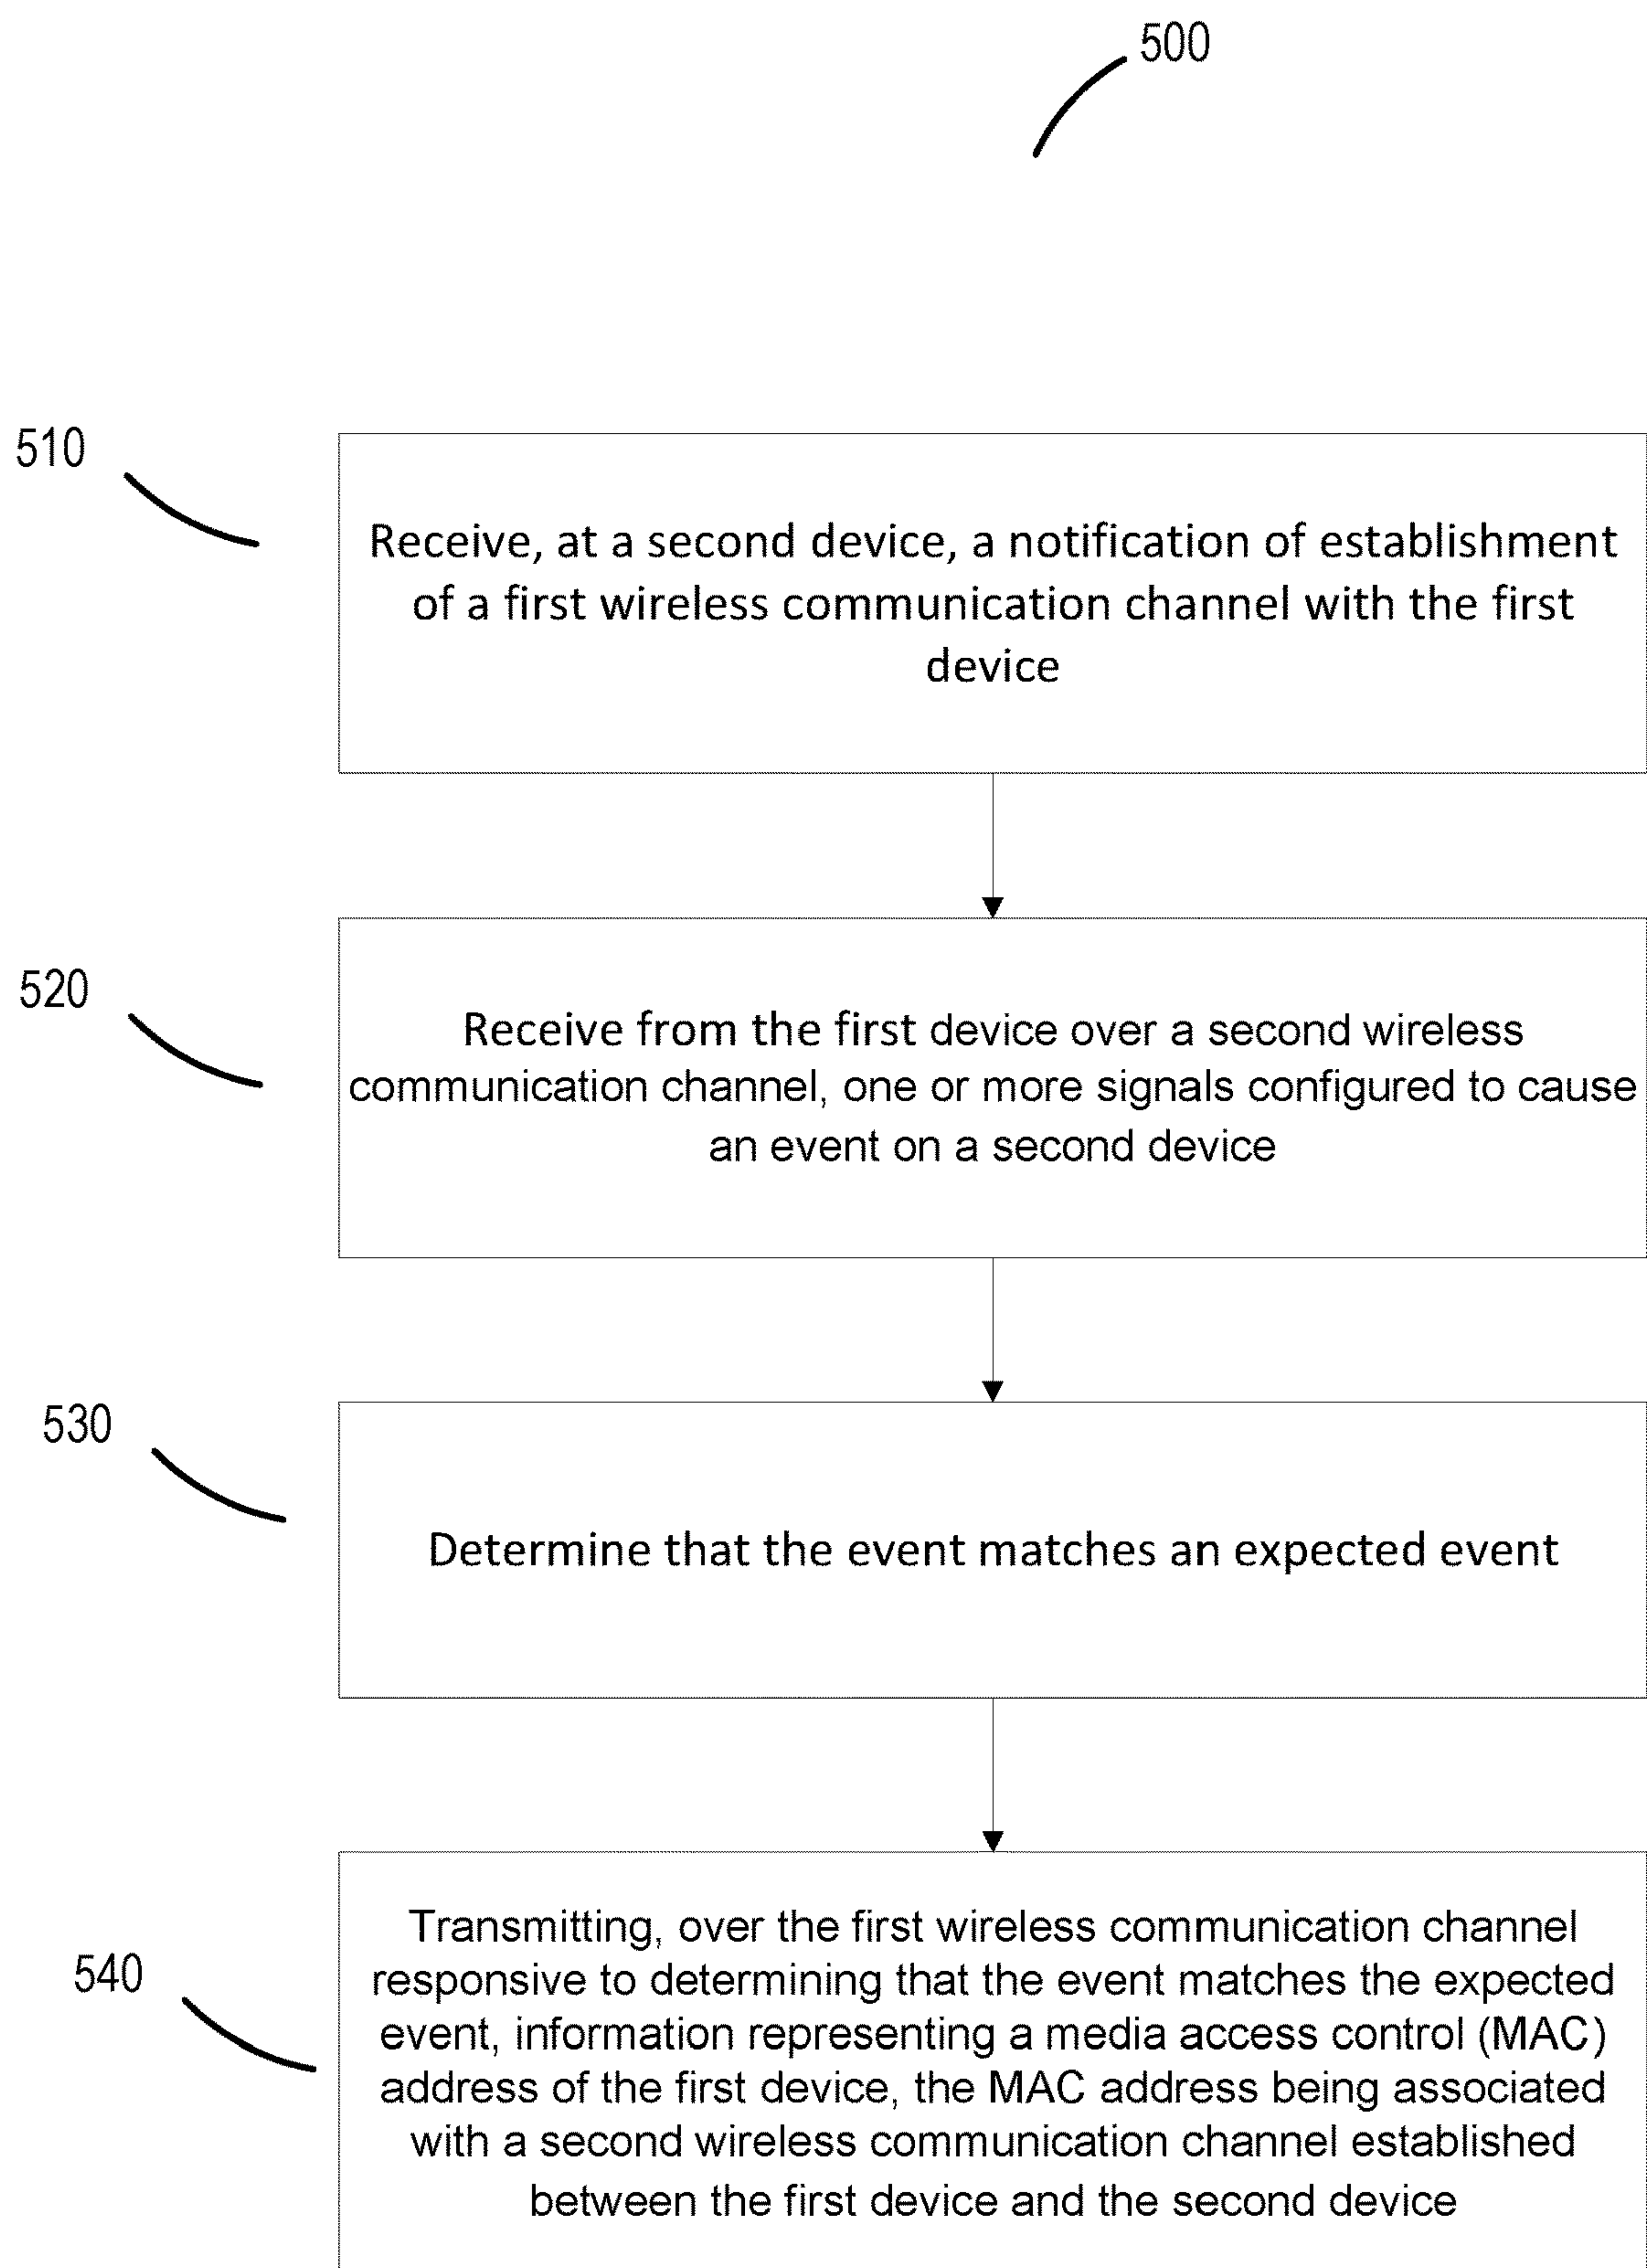 500
510
Receive, at a second device, a notification of establishment
of a first wireless communication channel with the first
device
520
Receive from the first device over a second wireless
communication channel, one or more signals configured to cause
an event on a second device
530
Determine that the event matches an expected event
540
Transmitting, over the first wireless communication channel
responsive to determining that the event matches the expected
event, information representing a media access control (MAC)
address of the first device, the MAC address being associated
with a second wireless communication channel established
between the first device and the second device